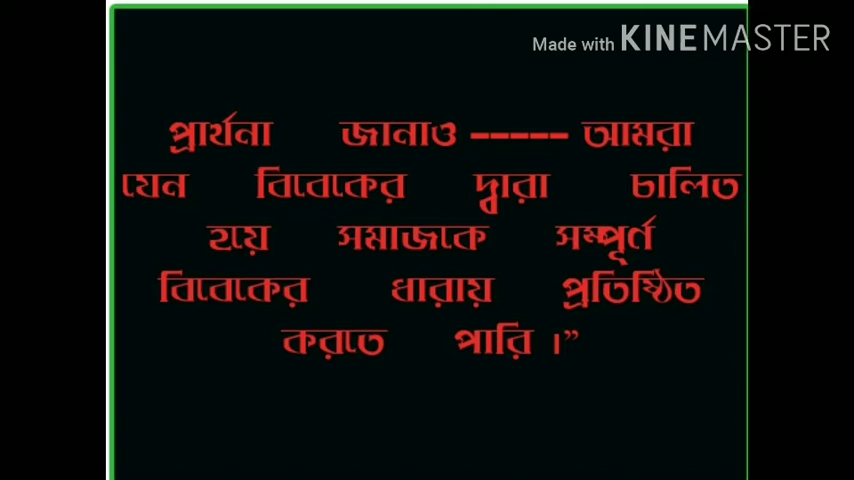 Made with KINEMASTER
প্রার্থনা জানাও ----- আমরা
যেন বিবেকের দ্বারা চালিত
হয়ে সমাজকে সম্পূর্ন
বিবেকের ধারায় প্রতিষ্ঠিত
করতে পারি ।”